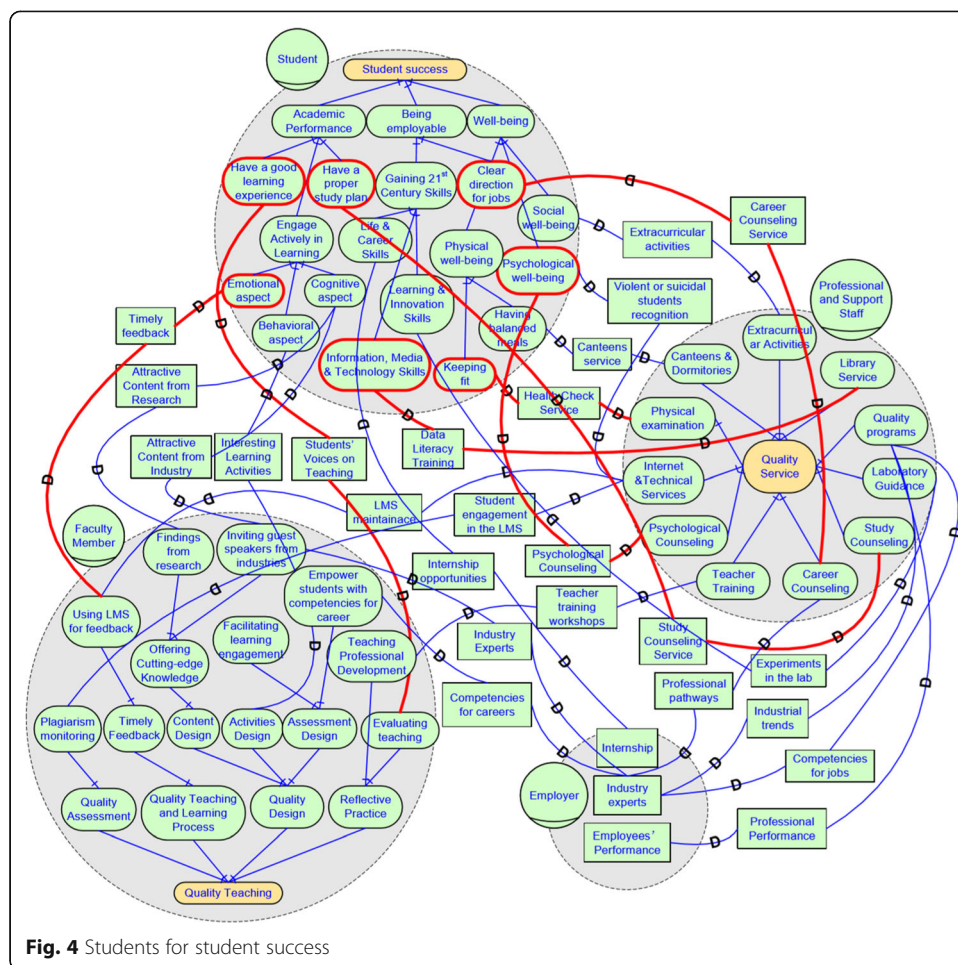 Student
Student success
Academic
Performance
Being
employable
Well-being
Have a good
learning
experience
Have a
proper
study plan
Gaining 21st
Century Skills
Clear
direction
for jobs
D
Career
Counseling
Service
Social
well-being
D
Extracurricular
activities
D
Engage
Actively in
Learning
Life &
Career
Skills
Physical
well-being
Psychological
well-being
Professional
and Support
Staff
Emotional
aspect
Cognitive
aspect
Learning &
Innovation
Skills
D
Violent or suicidal
students
recognition
D
Timely
feedback
D
Behavioral
aspect
Having
balanced
meals
Extracurricul
ar Activities
D
Canteens
service
D
Canteens &
Dormitories
Library
Service
Attractive
Content from
Research
D
Information, Media
& Technology Skills
Keeping
fit
D
Health Check
Service
D
Physical
examination
Quality
programs
D
D
D
Attractive
Content from
Industry
Interesting
Learning
Activities
Students'
Voices on
Teaching
Data
Literacy
Training
D
Quality
Service
D
D
D
Internet
&Technical
Services
Laboratory
Guidance
D
D
D
LMS
maintainace
D
Student
engagement
in the LMS
D
D
Faculty
Member
Findings
from
research
Inviting guest
speakers from
industries
Psychological
Counseling
D
Psychological
Counseling
Study
Counseling
D
Internship
opportunities
D
Empower
students with
competencies for
career
Teacher
Training
Career
Counseling
Using LMS
for feedback
Facilitating
learning
engagement
D
Teacher
training
workshops
D
Offering
Cutting-edge
Knowledge
Teaching
Professional
Development
D
Industry
Experts
Study
Counseling
Service
D
D
Experiments
in the lab
D
Competencies
for careers
Professional
pathways
Plagiarism
monitoring
Timely
Feedback
Content
Design
Activities
Design
Assessment
Design
Evaluating
teaching
Industrial
trends
D
Internship
D
D
Competencies
for jobs
D
Employer
Industry
experts
D
Quality
Assessment
Quality Teaching
and Learning
Process
Quality
Design
Reflective
Practice
Employees'
Performance
D
Professional
Performance
Quality Teaching
Fig. 4 Students for student success